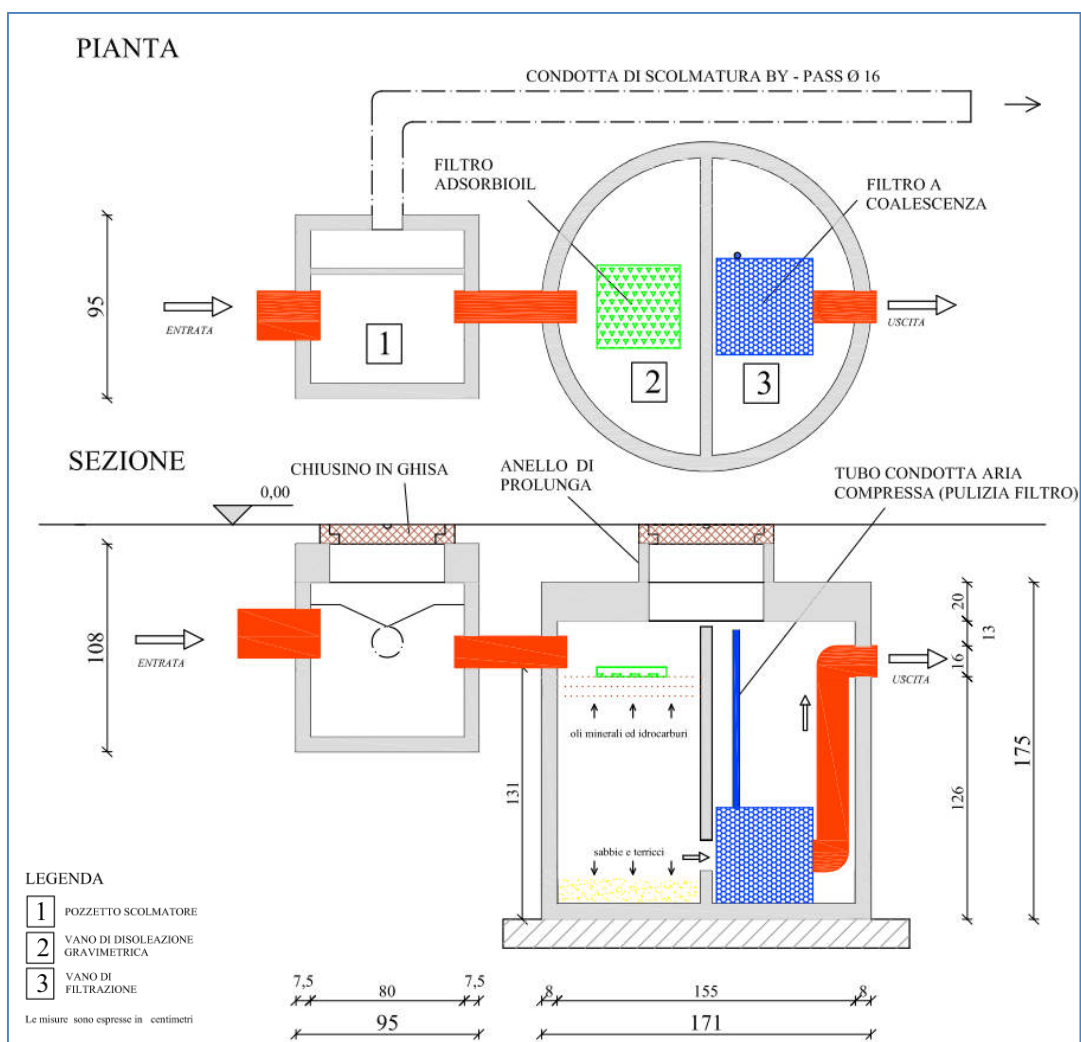 PIANTA
CONDOTTA DI SCOLMATURA BY - PASS Ø 16
FILTRO
ADSORBIOIL
FILTRO A
COALESCENZA
95
ENTRATA
1
2
3
USCITA
SEZIONE
CHIUSINO IN GHISA
0,00
ANELLO DI
PROLUNGA
TUBO CONDOTTA ARIA
COMPRESSA (PULIZIA FILTRO)
108
ENTRATA
oli minerali ed idrocarburi
131
sabbie e terricci
USCITA
20
13
16
126
175
LEGENDA
1 POZZETTO SCOLMATORE
2 VANO DI DISOLEAZIONE
GRAVIMETRICA
3 VANO DI
FILTRAZIONE
Le misure sono espresse in centimetri
7,5 80 7,5
95
8 155 8
171